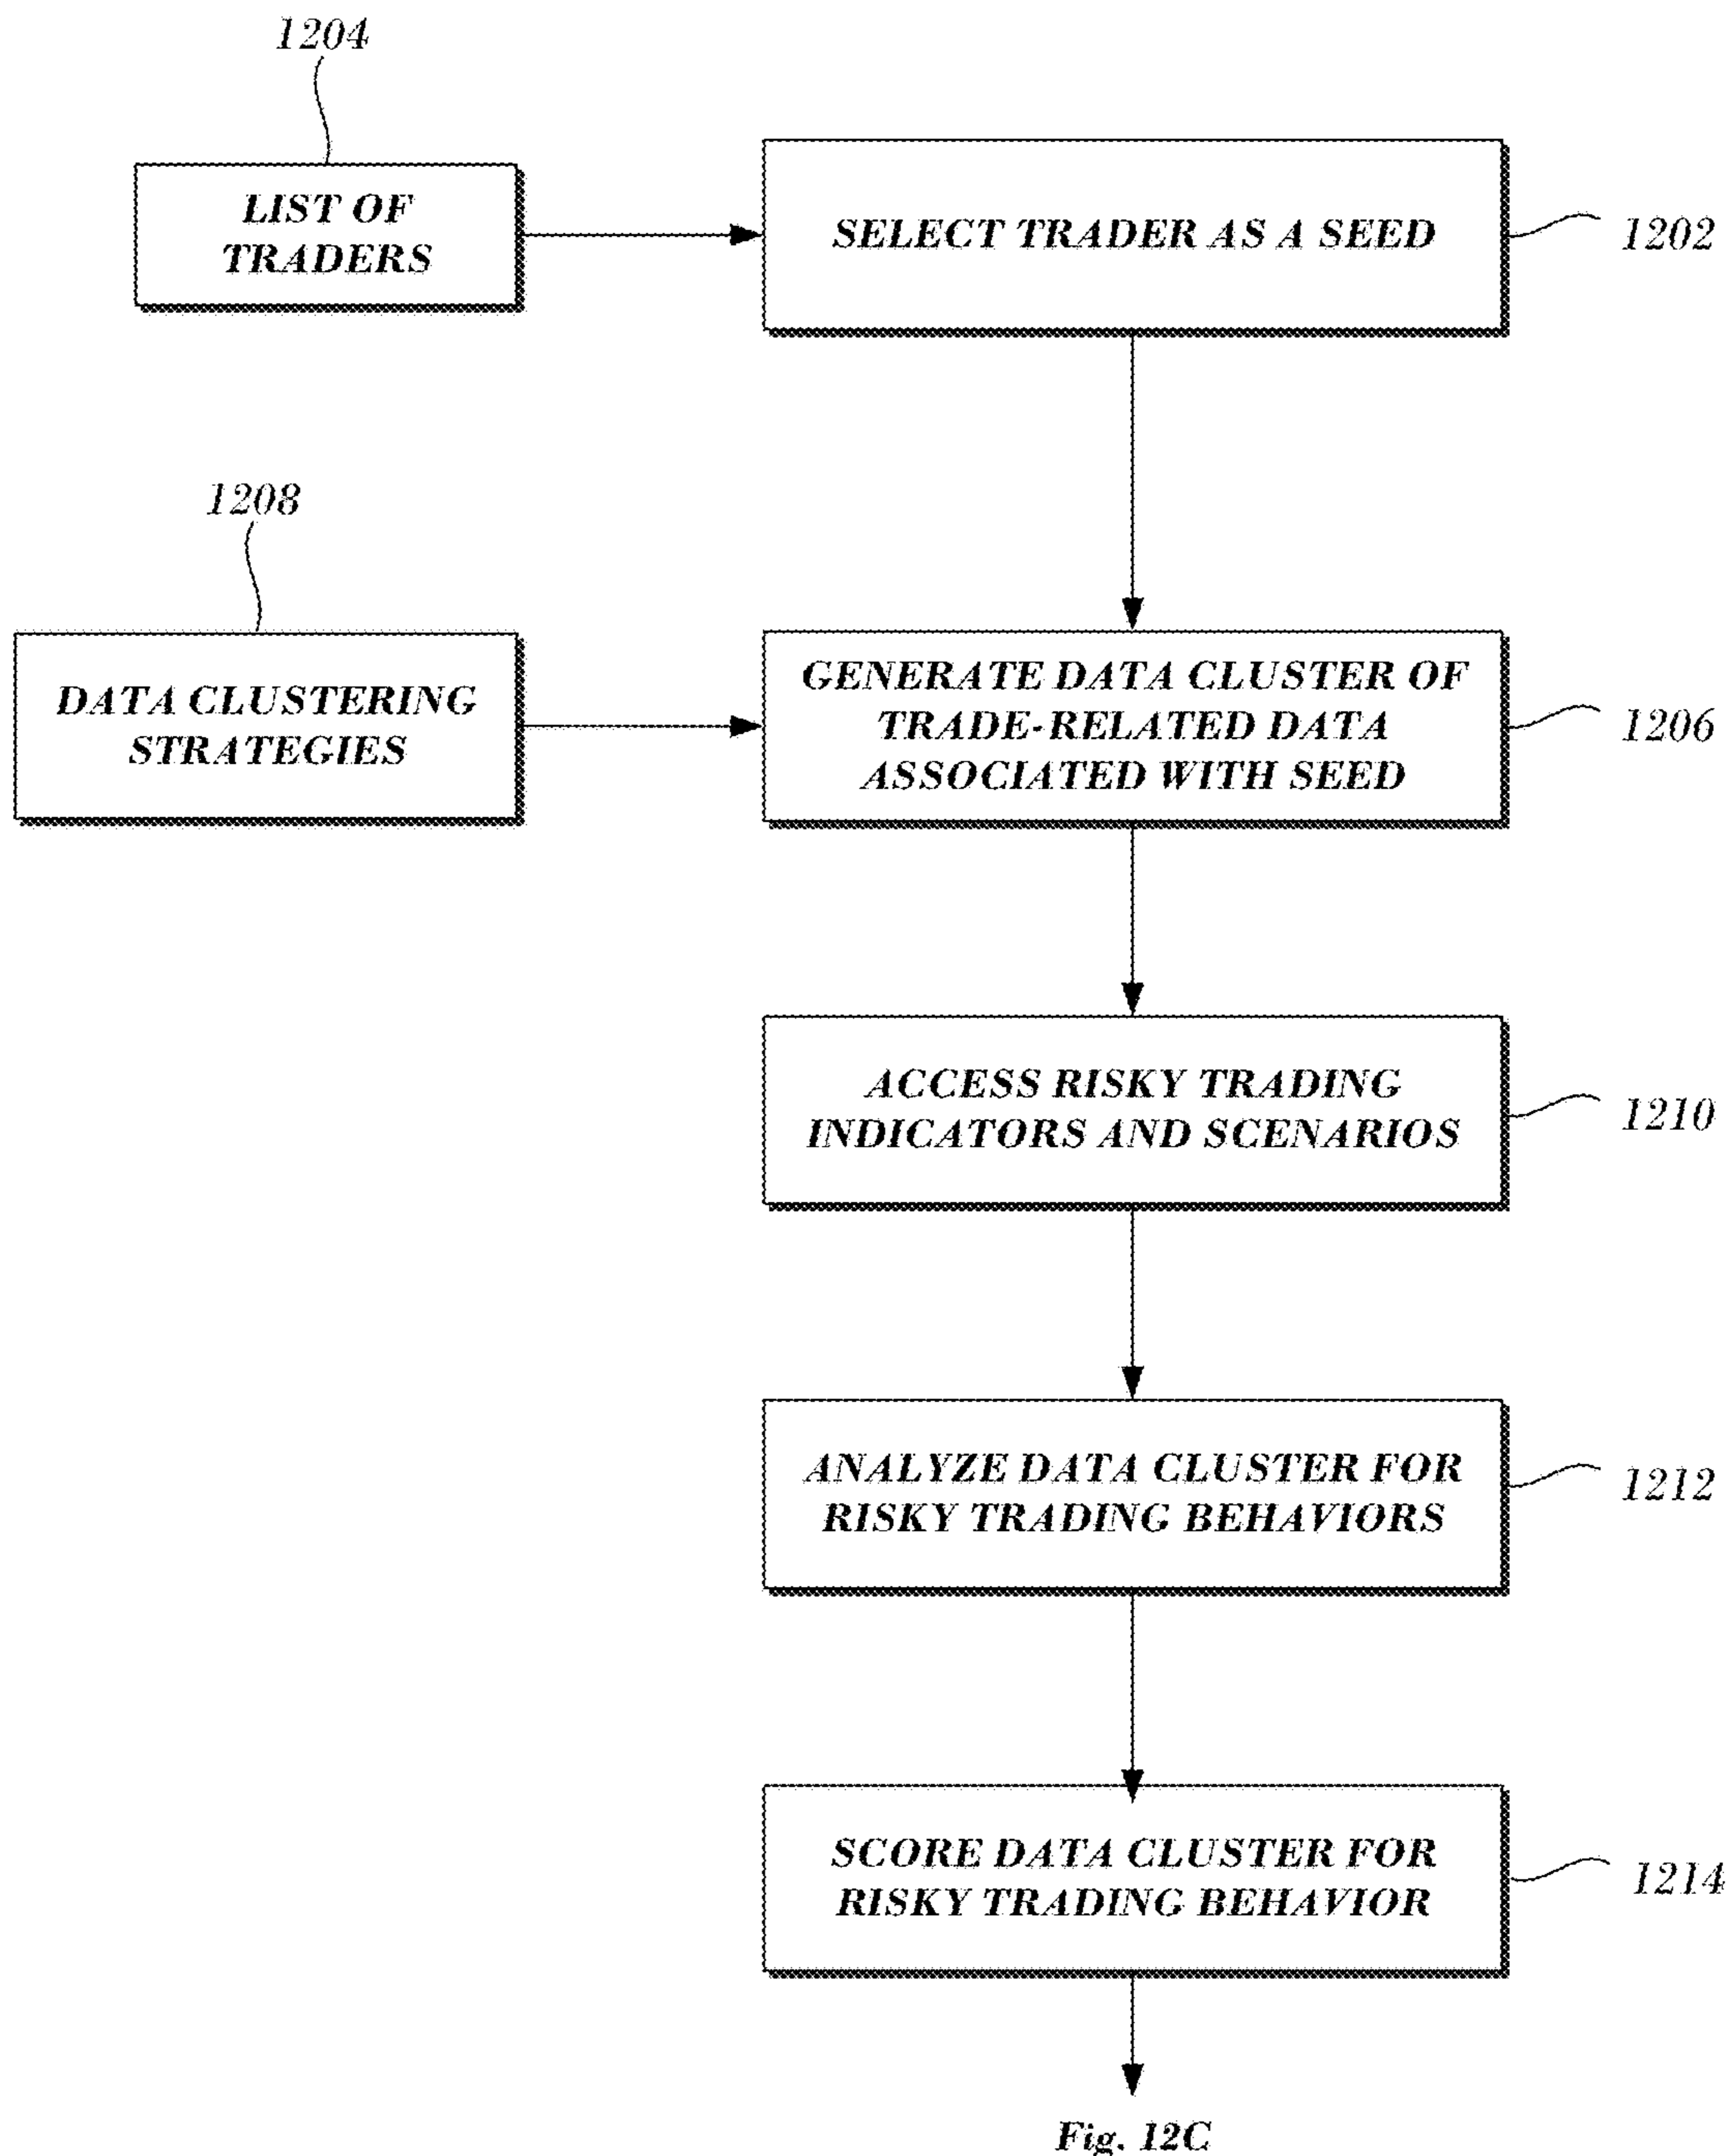 1204
LIST OF
TRADERS
SELECT TRADER AS A SEED
1202
1208
DATA CLUSTERING
STRATEGIES
GENERATE DATA CLUSTER OF
TRADE-RELATED DATA
ASSOCIATED WITH SEED
1206
ACCESS RISKY TRADING
INDICATORS AND SCENARIOS
1210
ANALYZE DATA CLUSTER FOR
RISKY TRADING BEHAVIORS
1212
SCORE DATA CLUSTER FOR
RISKY TRADING BEHAVIOR
1214
Fig. 12C